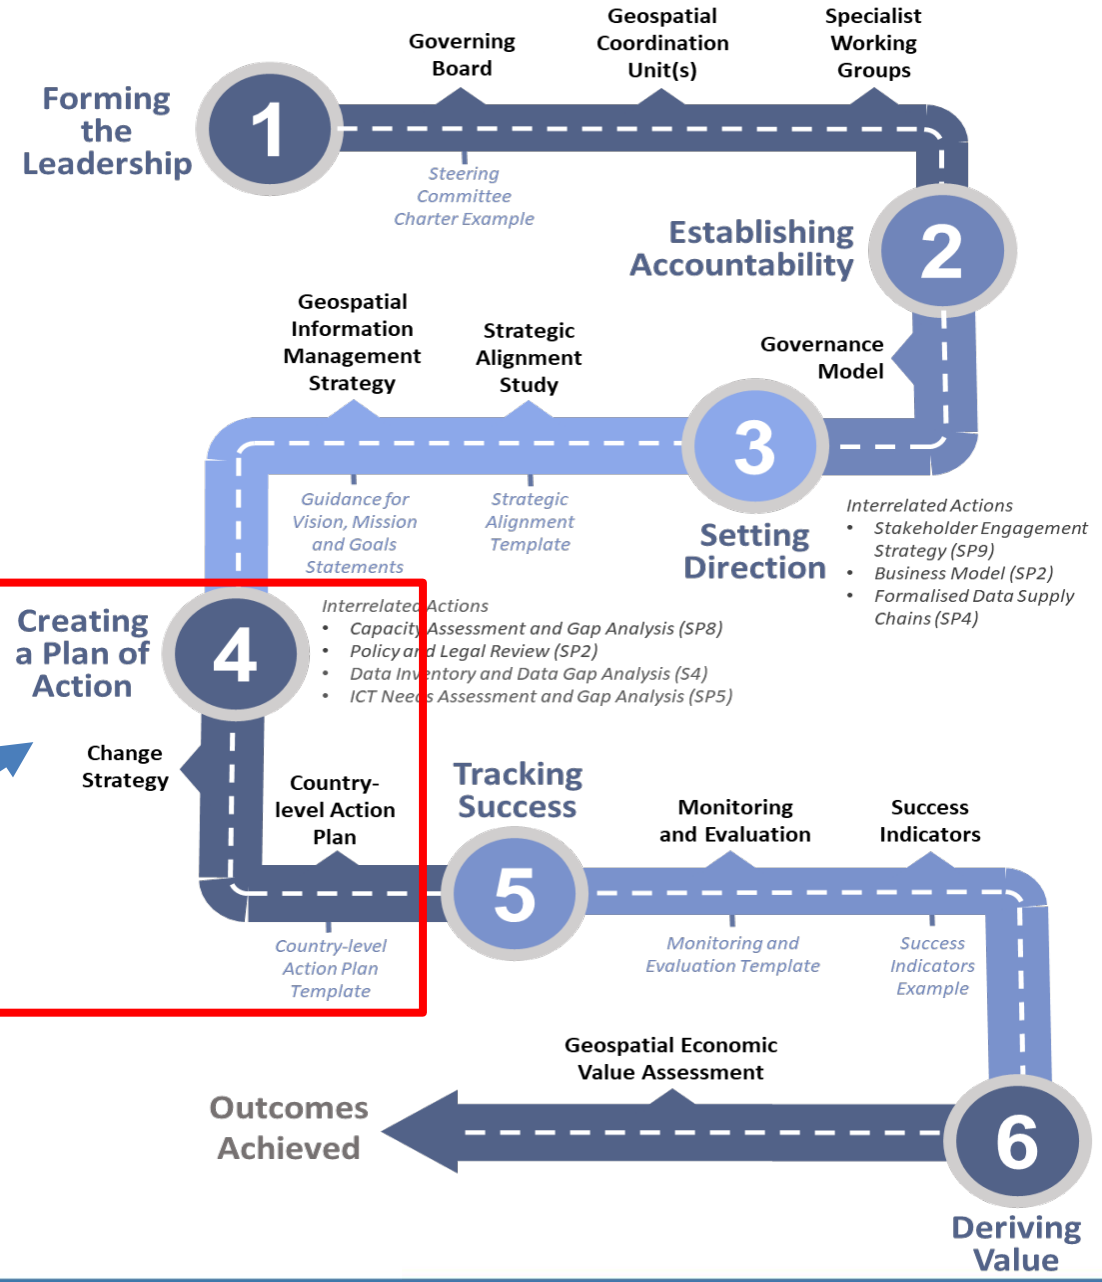 Forming
the
Leadership
1
Governing
Board
Geospatial
Coordination
Unit(s)
Specialist
Working
Groups
Steering
Committee
Charter Example
Establishing
Accountability
2
Governance
Model
Geospatial
Information
Management
Strategy
Strategic
Alignment
Study
3
Setting
Direction
Guidance for
Vision, Mission
and Goals
Statements
Strategic
Alignment
Template
Interrelated Actions
• Stakeholder Engagement
Strategy (SP9)
• Business Model (SP2)
• Formalised Data Supply
Chains (SP4)
Creating
a Plan of
Action
4
Interrelated Actions
• Capacity Assessment and Gap Analysis (SP8)
• Policy and Legal Review (SP2)
• Data Inventory and Data Gap Analysis (S4)
• ICT Needs Assessment and Gap Analysis (SP5)
Change
Strategy
Country-
level Action
Plan
Country-level
Action Plan
Template
Tracking
Success
5
Monitoring
and Evaluation
Success
Indicators
Monitoring and
Evaluation Template
Success
Indicators
Example
Geospatial Economic
Value Assessment
Outcomes
Achieved
6
Deriving
Value